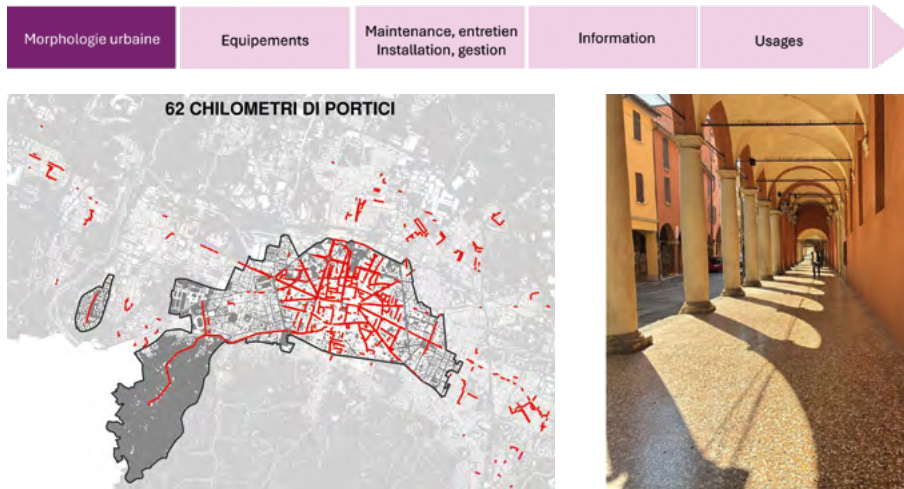 Morphologie urbaine
Equipements
Maintenance, entretien
Installation, gestion
Information
Usages
62 CHILOMETRI DI PORTICI